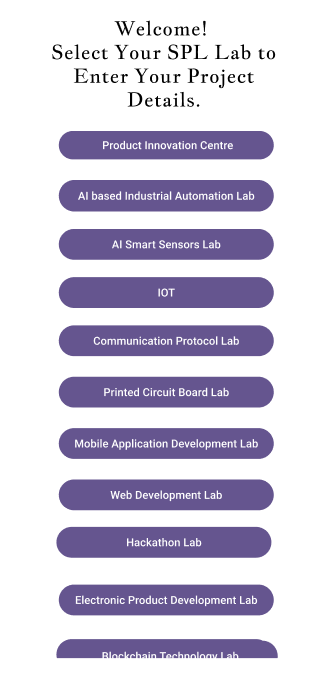 Welcome!
Select Your SPL Lab to
Enter Your Project
Details.
Product Innovation Centre
AI based Industrial Automation Lab
AI Smart Sensors Lab
IOT
Communication Protocol Lab
Printed Circuit Board Lab
Mobile Application Development Lab
Web Development Lab
Hackathon Lab
Electronic Product Development Lab
Blockchain Technology Lab